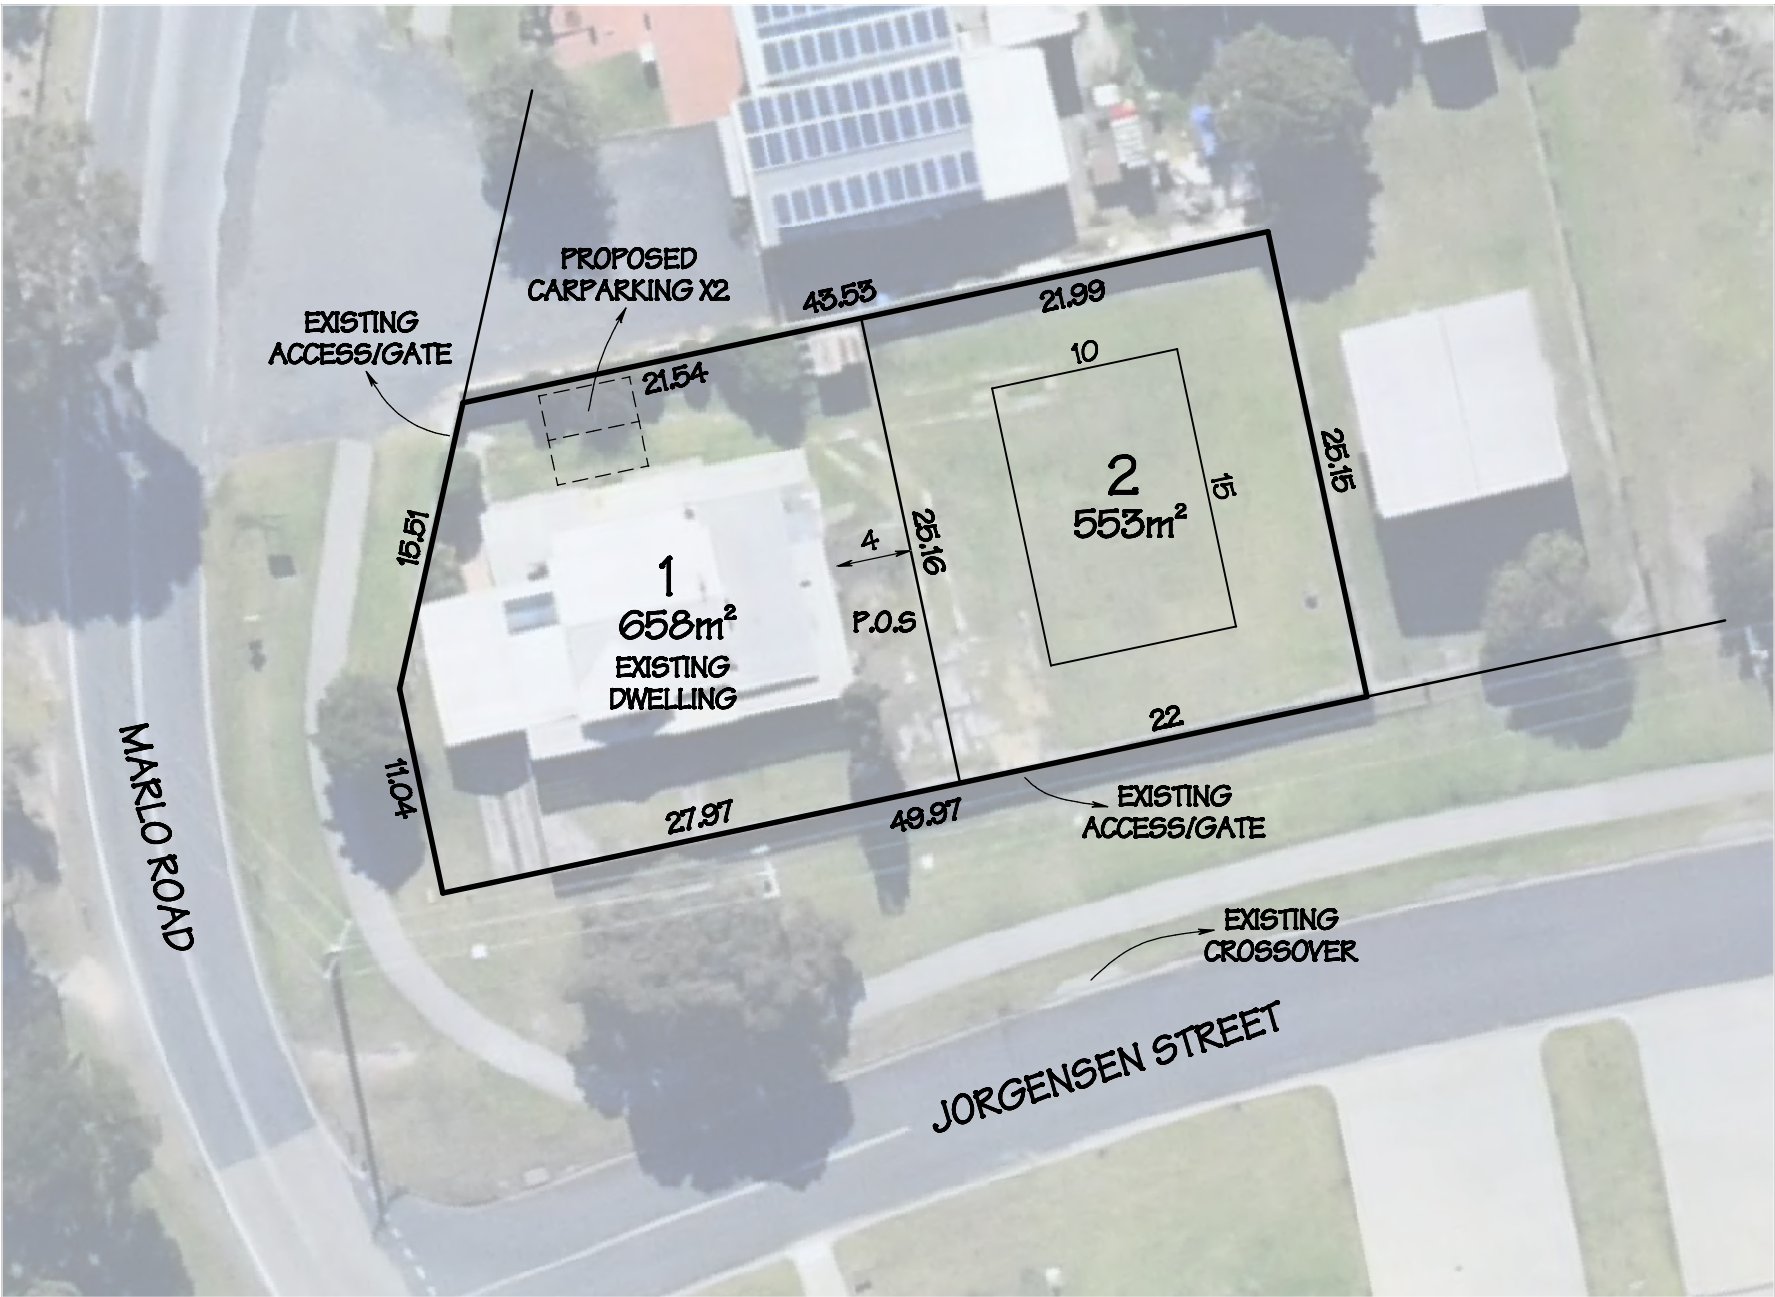 PROPOSED
CARPARKING X2
EXISTING
ACCESS/GATE
43.53
21.99
21.54
10
15
25.15
2
553m²
15.51
25.16
4
1
658m²
EXISTING
DWELLING
P.O.S
22
11.04
27.97
49.97
EXISTING
ACCESS/GATE
MARLO ROAD
EXISTING
CROSSOVER
JORGENSEN STREET